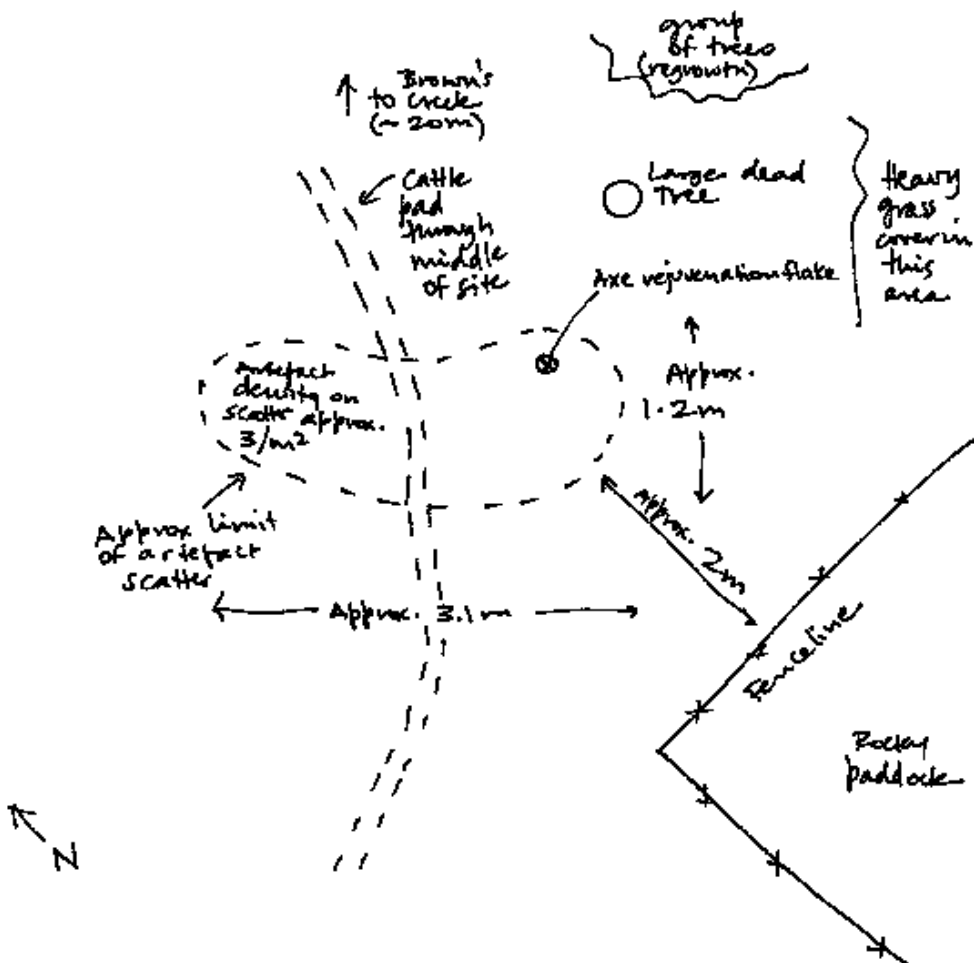 group
of trees
(regrowth)
Brown's
to Creek
(~20m)
Cattle
pad
through
middle
of site
Large dead
Tree
Heavy
grass
cover in
this
area
Axe rejuvenation flake
Artefact
density on
scatter approx.
3/m²
Approx.
1.2m
Approx limit
of artefact
scatter
Approx. 2m
Approx. 3.1m
Fenceline
Rocky
paddock
N